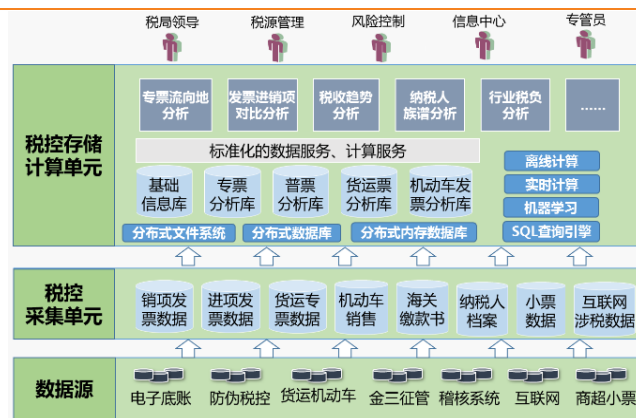 税局领导
税源管理
风险控制
信息中心
专管员
税控存储
计算单元
专票流向地
分析
发票进销项
对比分析
税收趋势
分析
纳税人
族谱分析
行业税负
分析
……
标准化的数据服务、计算服务
基础
信息库
专票
分析库
普票
分析库
货运票
分析库
机动车发
票分析库
离线计算
实时计算
机器学习
SQL查询引擎
分布式文件系统
分布式数据库
分布式内存数据库
税控
采集单元
销项发
票数据
进项发
票数据
货运专
票数据
机动车
销售
海关
缴款书
纳税人
档案
小票
数据
互联网
涉税数据
数据源
电子底账
防伪税控
货运机动车
金三征管
稽核系统
互联网
商超小票